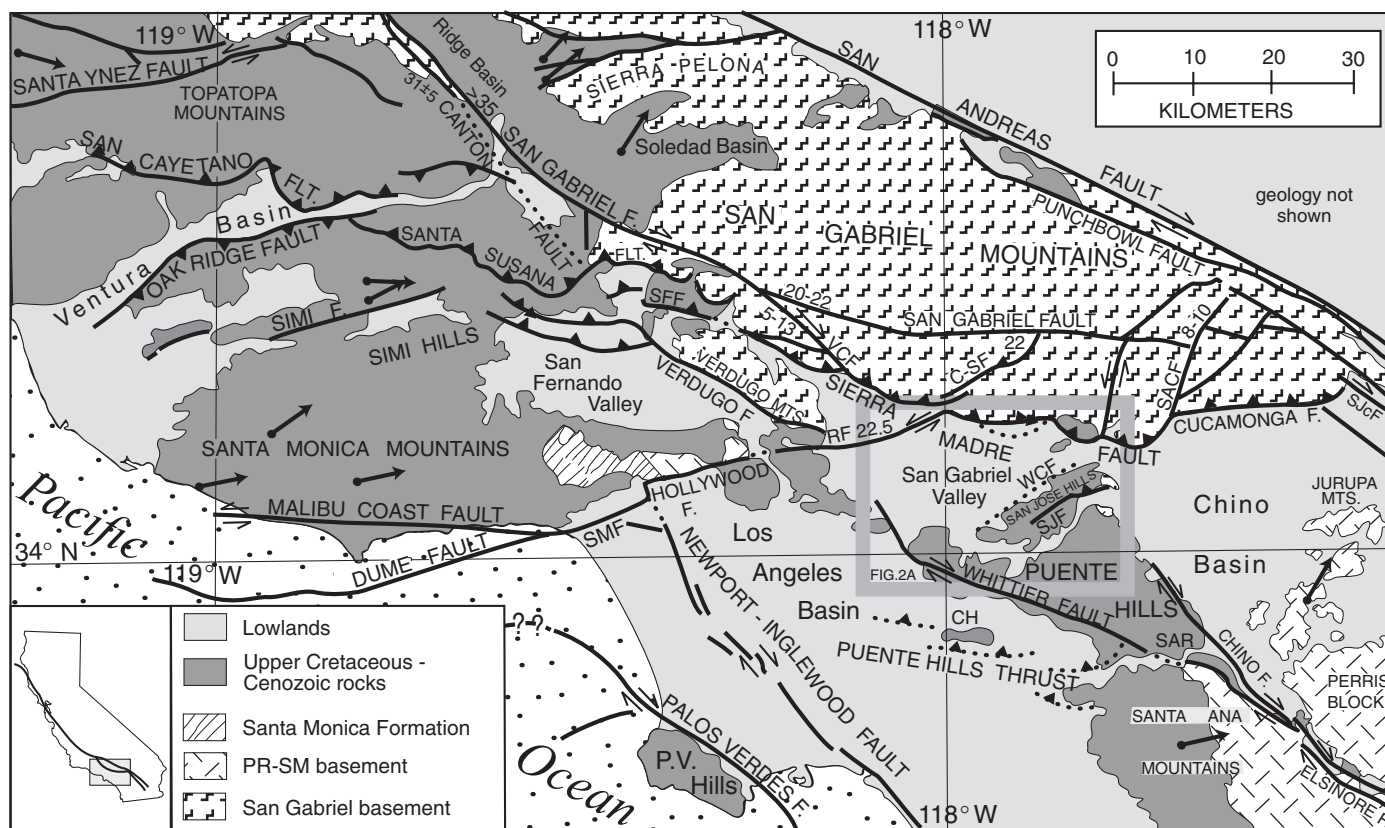 119° W
SANTA YNEZ FAULT
TOPATOPA
MOUNTAINS
SAN CAYETANO FLT.
Ventura Basin
OAK RIDGE FAULT
SANTA SUSANA FLT.
SIMI F.
SIMI HILLS
31±5 CANTON FAULT
>35 SAN GABRIEL F.
Ridge Basin
SIERRA PELONA
Soledad Basin
118° W
SAN ANDREAS FAULT
PUNCHBOWL FAULT
0 10 20 30
KILOMETERS
geology not
shown
SAN GABRIEL MOUNTAINS
SFF
20-22
SAN GABRIEL FAULT
5-13
VCF
C-SF
22
8-10
SACF
SJcF
San
Fernando
Valley
VERDUGO MTS.
VERDUGO F.
SIERRA MADRE FAULT
CUCAMONGA F.
RF 22.5
SANTA MONICA MOUNTAINS
HOLLYWOOD
F.
San Gabriel
Valley
WCF
SAN JOSE HILLS
SJF
Chino
Basin
JURUPA
MTS.
MALIBU COAST FAULT
SMF
DUME FAULT
Pacific
Ocean
34° N
119° W
Los
Angeles
Basin
FIG.2A
PUENTE
HILLS
WHITTIER FAULT
CH
PUENTE HILLS THRUST
SAR
CHINO F.
NEWPORT - INGLEWOOD FAULT
PERRIS
BLOCK
SANTA ANA
MOUNTAINS
ELSINORE F
? ?
PALOS VERDES F.
P.V.
Hills
118° W
Lowlands
Upper Cretaceous -
Cenozoic rocks
Santa Monica Formation
PR-SM basement
San Gabriel basement